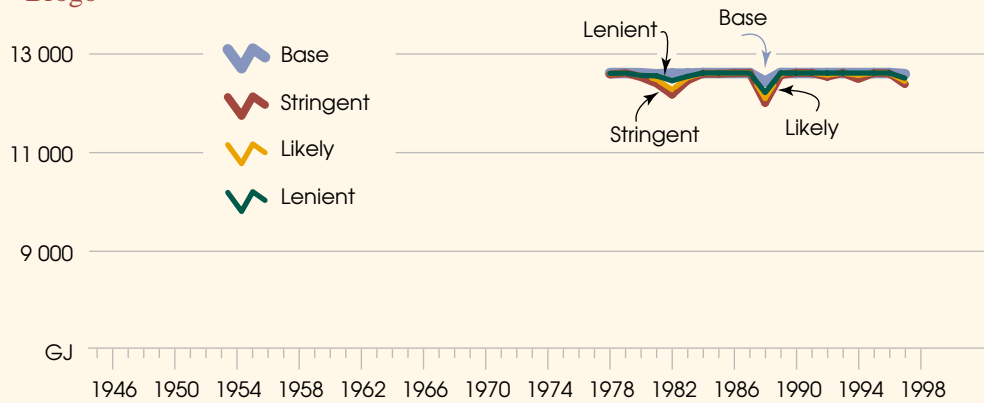 Lenient
Base
13 000
Base
Stringent
Stringent
Likely
Likely
11 000
Lenient
9 000
GJ
1946 1950 1954 1958 1962 1966 1970 1974 1978 1982 1986 1990 1994 1998